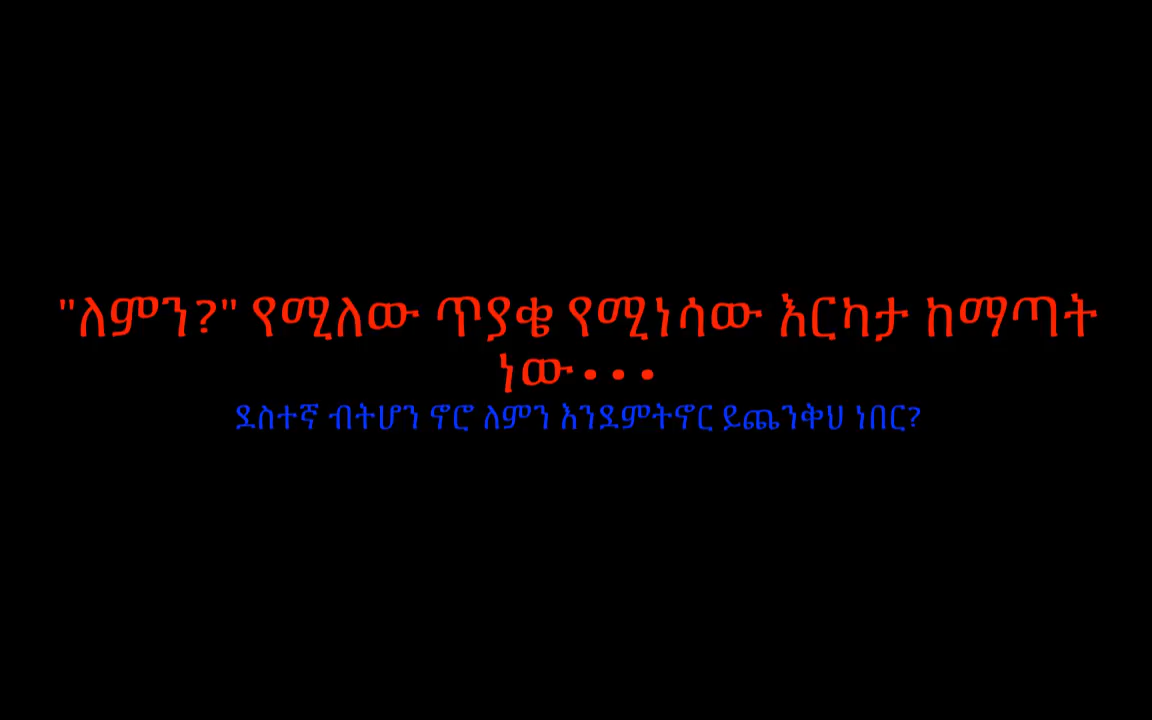 "ለምን?" የሚለው ጥያቄ የሚነሳው እርካታ ከማጣት
ነው•••
ደስተኛ ብትሆን ኖሮ ለምን እንደምትኖር ይጨንቅህ ነበር?